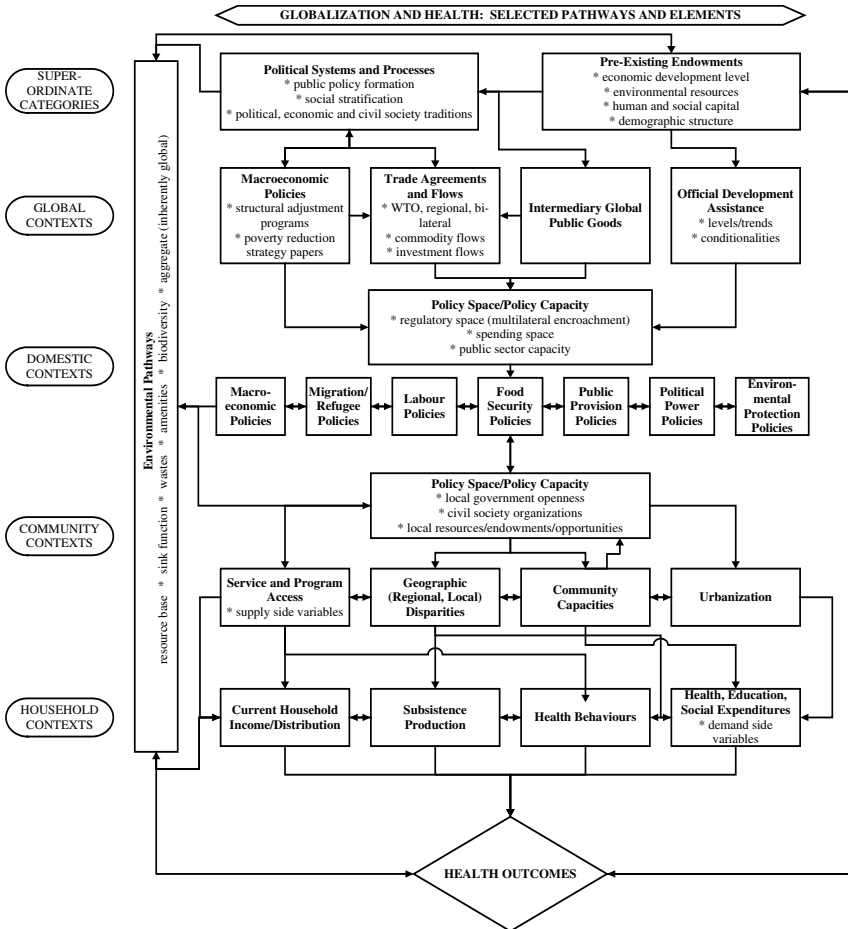 GLOBALIZATION AND HEALTH: SELECTED PATHWAYS AND ELEMENTS
SUPER-
ORDINATE
CATEGORIES
Political Systems and Processes
* public policy formation
* social stratification
* political, economic and civil society traditions
Pre-Existing Endowments
* economic development level
* environmental resources
* human and social capital
* demographic structure
GLOBAL
CONTEXTS
Macroeconomic
Policies
* structural adjustment
programs
* poverty reduction
strategy papers
Trade Agreements
and Flows
* WTO, regional, bi-
lateral
* commodity flows
* investment flows
Intermediary Global
Public Goods
Official Development
Assistance
* levels/trends
* conditionalities
Environmental Pathways
resource base * sink function * wastes * amenities * biodiversity * aggregate (inherently global)
Policy Space/Policy Capacity
* regulatory space (multilateral encroachment)
* spending space
* public sector capacity
DOMESTIC
CONTEXTS
Macro-
economic
Policies
Migration/
Refugee
Policies
Labour
Policies
Food
Security
Policies
Public
Provision
Policies
Political
Power
Policies
Environ-
mental
Protection
Policies
COMMUNITY
CONTEXTS
Policy Space/Policy Capacity
* local government openness
* civil society organizations
* local resources/endowments/opportunities
Service and Program
Access
* supply side variables
Geographic
(Regional, Local)
Disparities
Community
Capacities
Urbanization
HOUSEHOLD
CONTEXTS
Current Household
Income/Distribution
Subsistence
Production
Health Behaviours
Health, Education,
Social Expenditures
* demand side
variables
HEALTH OUTCOMES